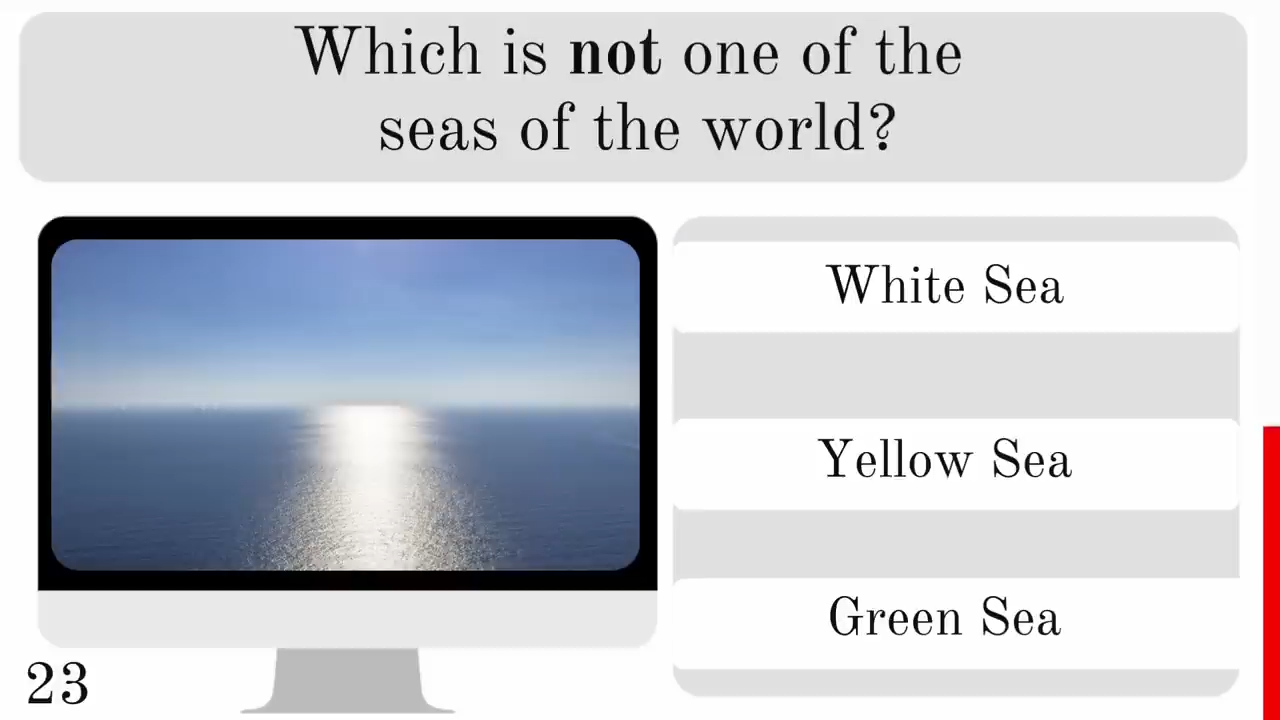 Which is not one of the
seas of the world?
White Sea
Yellow Sea
Green Sea
23